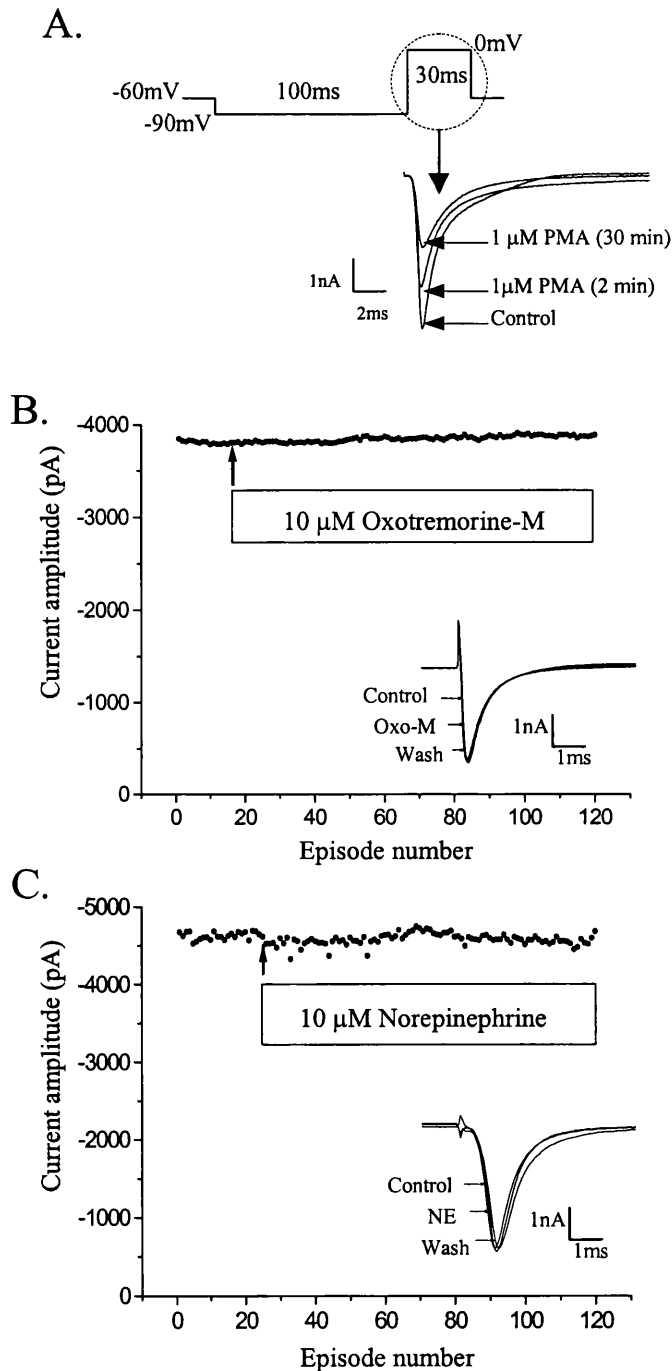 A.
0mV
30ms
-60mV
100ms
-90mV
1 µM PMA (30 min)
1µM PMA (2 min)
Control
1nA
2ms
B.
Current amplitude (pA)
-4000
-3000
-2000
-1000
0
10 µM Oxotremorine-M
Control
Oxo-M
Wash
1nA
1ms
0 20 40 60 80 100 120
Episode number
C.
Current amplitude (pA)
-5000
-4000
-3000
-2000
-1000
0
10 µM Norepinephrine
Control
NE
Wash
1nA
1ms
0 20 40 60 80 100 120
Episode number